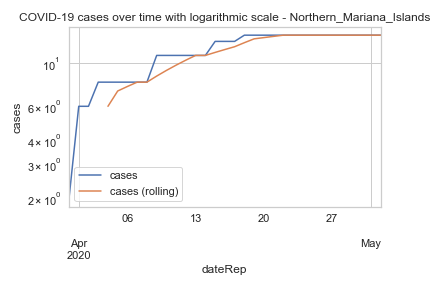 COVID-19 cases over time with logarithmic scale - Northern_Mariana_Islands
cases
10¹
6 × 10⁰
4 × 10⁰
3 × 10⁰
2 × 10⁰
cases
cases (rolling)
06 13 20 27
Apr May
2020
dateRep